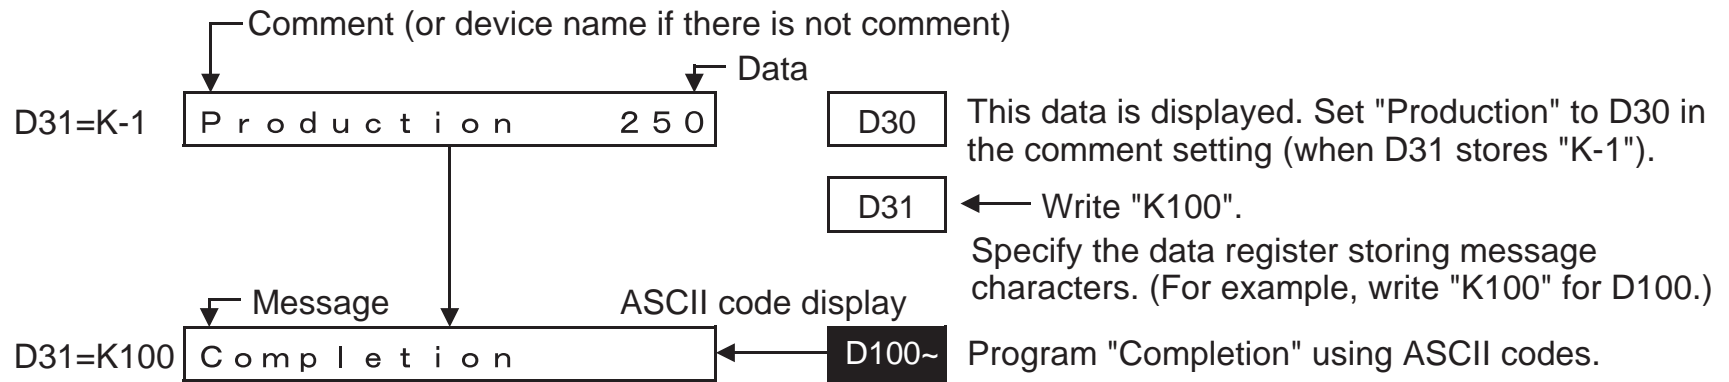 Comment (or device name if there is not comment)
Data
D31=K-1
Production 250
D30
This data is displayed. Set "Production" to D30 in
the comment setting (when D31 stores "K-1").
D31
Write "K100".
Specify the data register storing message
characters. (For example, write "K100" for D100.)
Message
ASCII code display
D31=K100
Completion
D100~
Program "Completion" using ASCII codes.